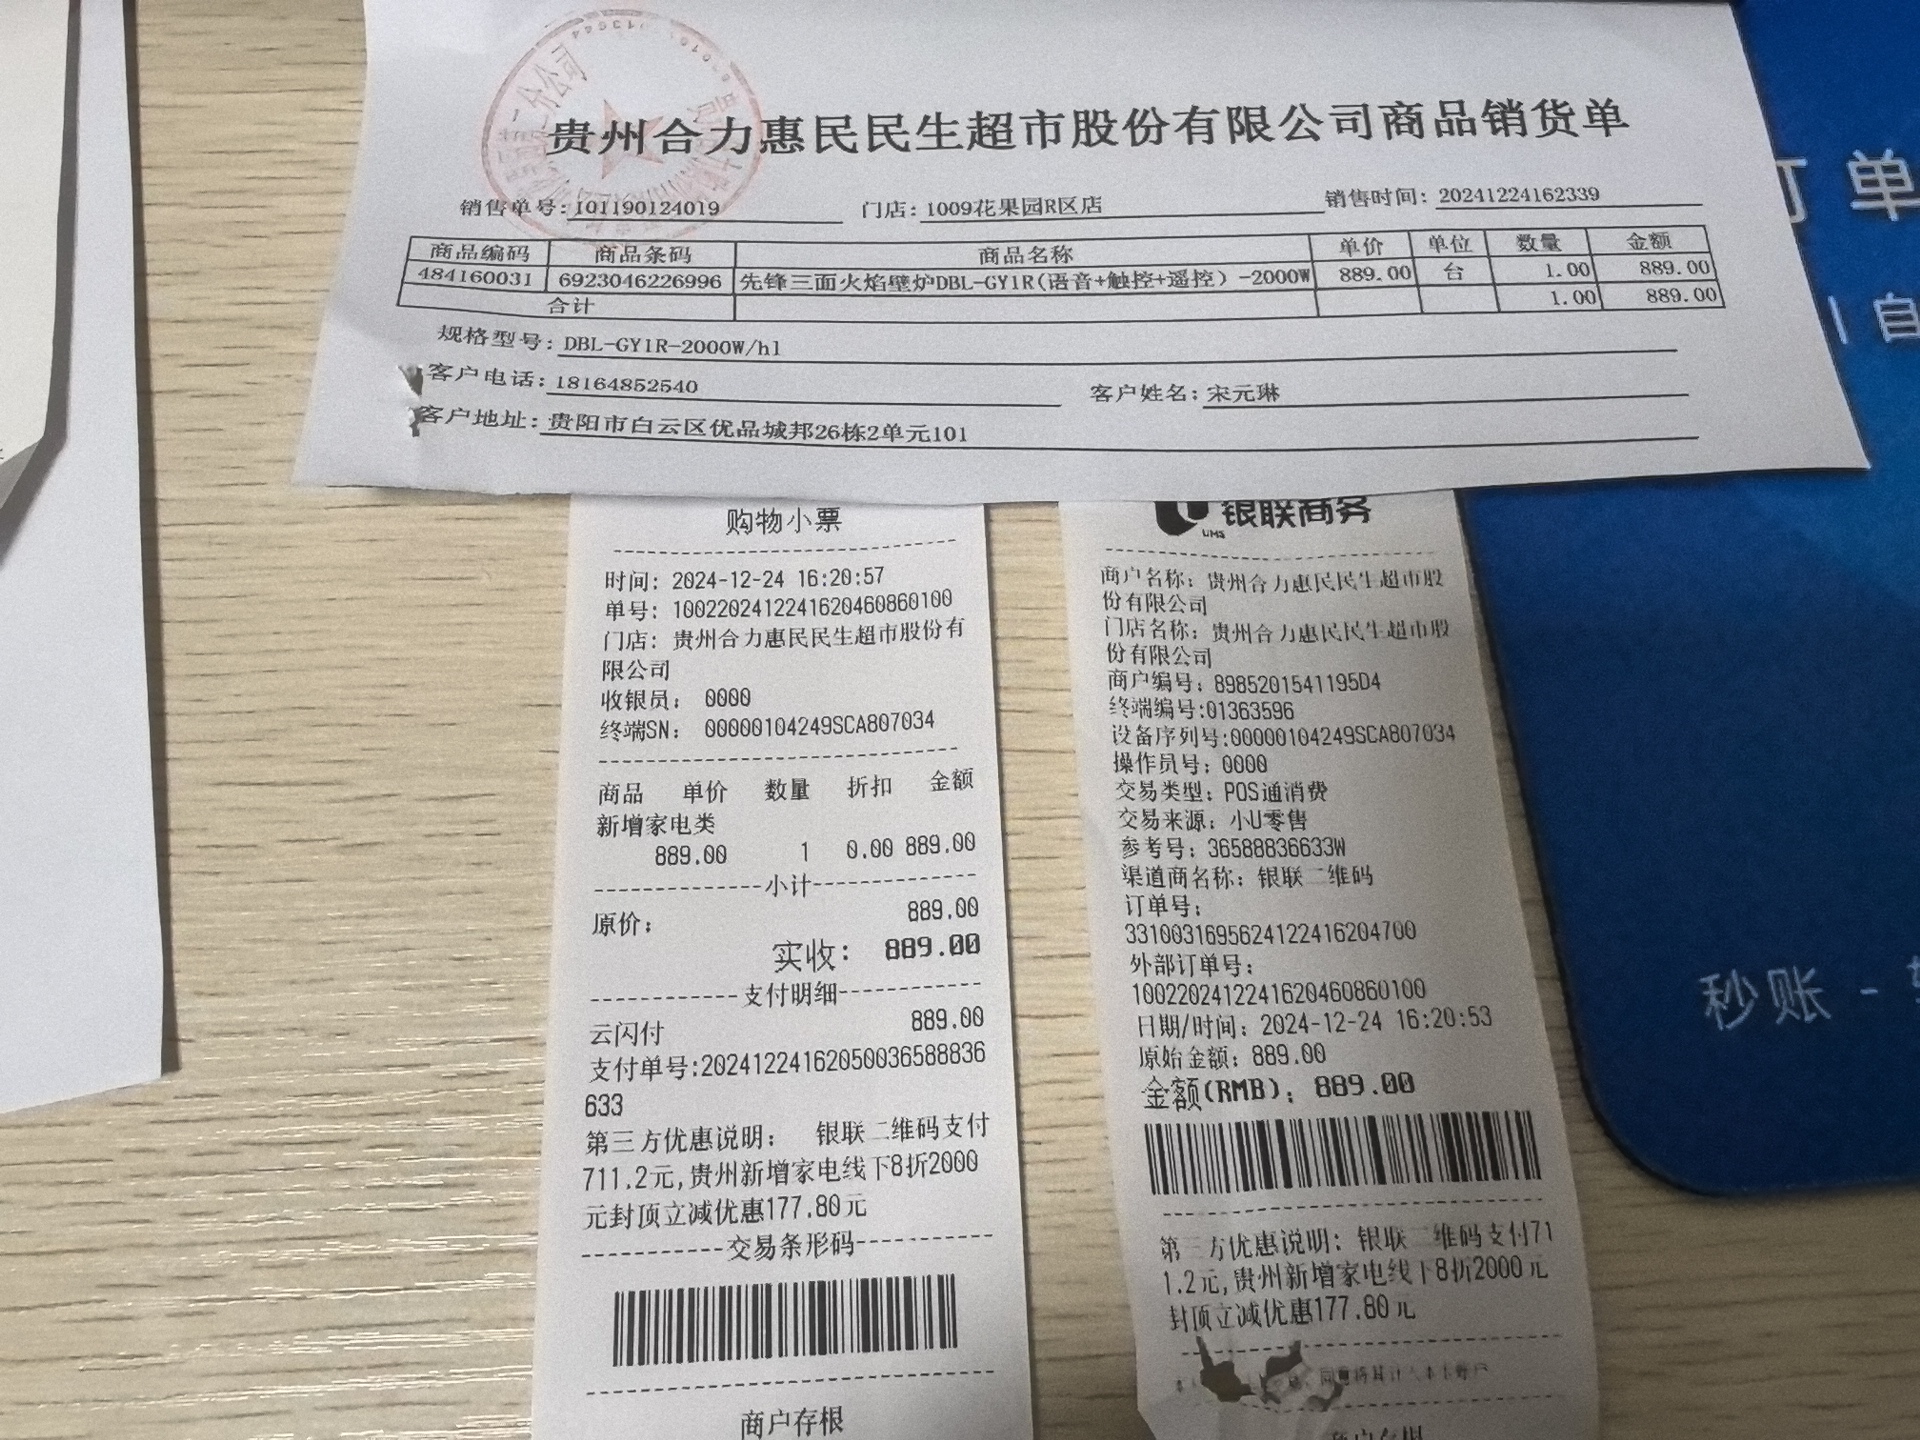 贵州合力惠民民生超市股份有限公司商品销货单
销售单号: 101190124019 门店: 1009花果园R区店 销售时间: 20241224162339
商品编码 商品条码 商品名称 单价 单位 数量 金额
484160031 6923046226996 先锋三面火焰壁炉DBL-GY1R(语音+触控+遥控）-2000W 889.00 台 1.00 889.00
合计 1.00 889.00
规格型号: DBL-GY1R-2000W/h1
客户电话: 18164852540 客户姓名: 宋元琳
客户地址: 贵阳市白云区优品城邦26栋2单元101
购物小票
时间: 2024-12-24 16:20:57
单号: 1002202412241620460860100
门店: 贵州合力惠民民生超市股份有
限公司
收银员: 0000
终端SN: 00000104249SCA807034
商品 单价 数量 折扣 金额
新增家电类
889.00 1 0.00 889.00
小计
原价: 889.00
实收: 889.00
支付明细
云闪付 889.00
支付单号:20241224162050036588836
633
第三方优惠说明: 银联二维码支付
711.2元,贵州新增家电线下8折2000
元封顶立减优惠177.80元
交易条形码
商户存根
银联商务
UMS
商户名称: 贵州合力惠民民生超市股
份有限公司
门店名称: 贵州合力惠民民生超市股
份有限公司
商户编号: 8985201541195D4
终端编号:01363596
设备序列号:00000104249SCA807034
操作员号: 0000
交易类型: POS通消费
交易来源: 小U零售
参考号: 36588836633W
渠道商名称: 银联二维码
订单号:
33100316956241224162047​00
外部订单号:
1002202412241620460860100
日期/时间: 2024-12-24 16:20:53
原始金额: 889.00
金额(RMB): 889.00
第三方优惠说明: 银联二维码支付71
1.2元,贵州新增家电线下8折2000元
封顶立减优惠177.80元
同意将其计入本卡账户
商户存根
单
自
秒账 -